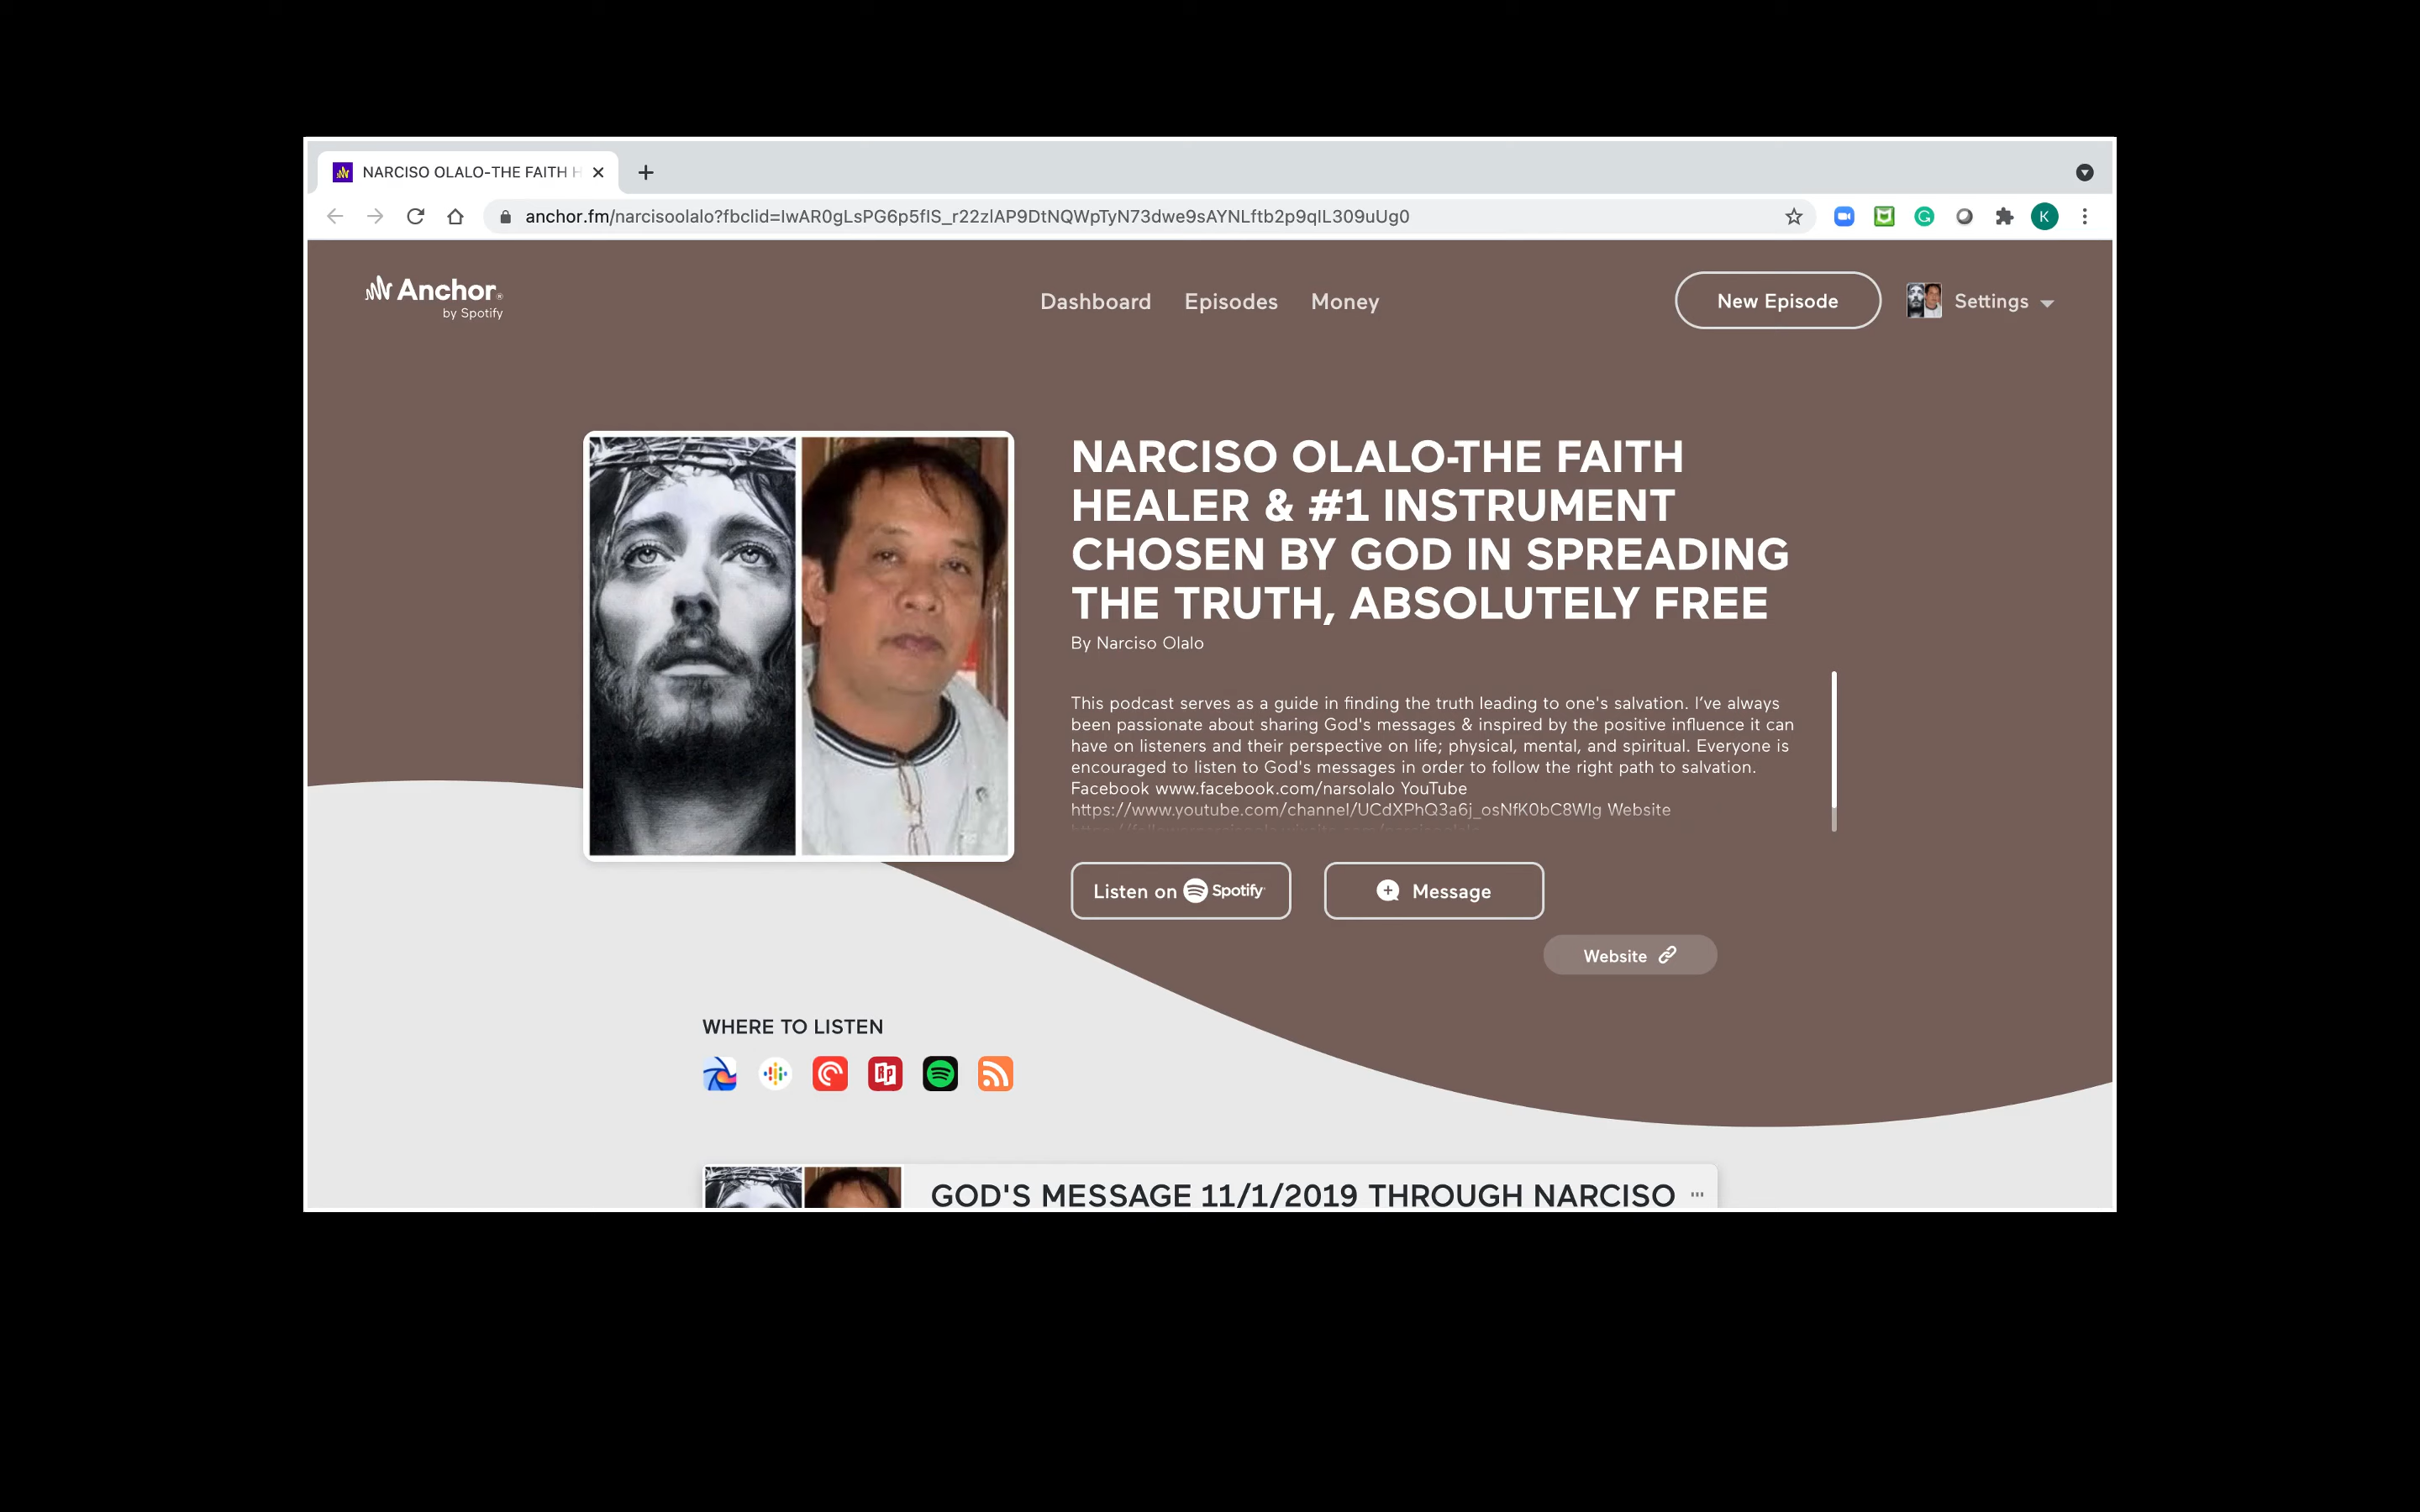 NARCISO OLALO-THE FAITH H
anchor.fm/narcisoolalo?fbclid=IwAR0gLsPG6p5fIS_r22zlAP9DtNQWpTyN73dwe9sAYNLftb2p9qIL309uUg0
K
Anchor
by Spotify
Dashboard Episodes Money
New Episode
Settings
NARCISO OLALO-THE FAITH
HEALER & #1 INSTRUMENT
CHOSEN BY GOD IN SPREADING
THE TRUTH, ABSOLUTELY FREE
By Narciso Olalo
This podcast serves as a guide in finding the truth leading to one's salvation. I’ve always
been passionate about sharing God's messages & inspired by the positive influence it can
have on listeners and their perspective on life; physical, mental, and spiritual. Everyone is
encouraged to listen to God's messages in order to follow the right path to salvation.
Facebook www.facebook.com/narsolalo YouTube
https://www.youtube.com/channel/UCdXPhQ3a6j_osNfK0bC8WIg Website
Listen on Spotify
Message
Website
WHERE TO LISTEN
RP
GOD'S MESSAGE 11/1/2019 THROUGH NARCISO